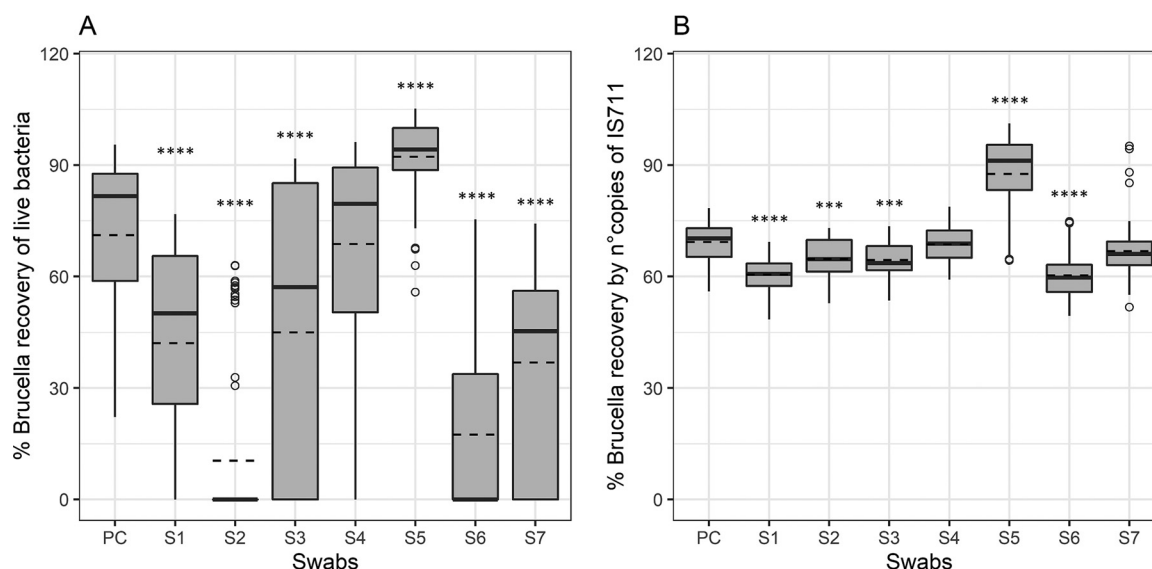 A
% Brucella recovery of live bacteria
120
90
60
30
0
****
****
****
****
****
****
PC S1 S2 S3 S4 S5 S6 S7
Swabs
B
% Brucella recovery by n°copies of IS711
120
90
60
30
0
****
***
***
****
****
PC S1 S2 S3 S4 S5 S6 S7
Swabs